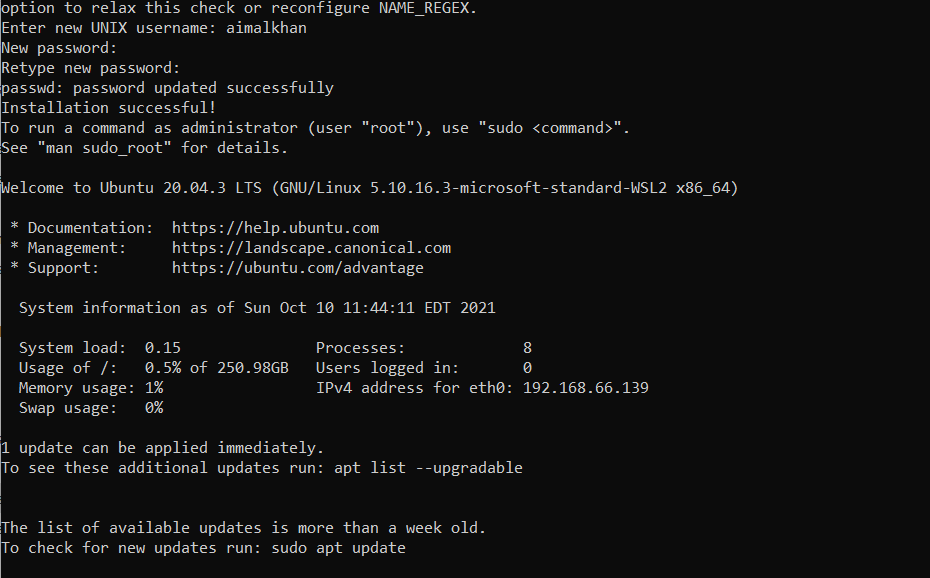 option to relax this check or reconfigure NAME_REGEX.
Enter new UNIX username: aimalkhan
New password:
Retype new password:
passwd: password updated successfully
Installation successful!
To run a command as administrator (user "root"), use "sudo <command>".
See "man sudo_root" for details.
Welcome to Ubuntu 20.04.3 LTS (GNU/Linux 5.10.16.3-microsoft-standard-WSL2 x86_64)
* Documentation:  https://help.ubuntu.com
* Management:     https://landscape.canonical.com
* Support:        https://ubuntu.com/advantage
System information as of Sun Oct 10 11:44:11 EDT 2021
System load:  0.15               Processes:             8
Usage of /:   0.5% of 250.98GB   Users logged in:       0
Memory usage: 1%                 IPv4 address for eth0: 192.168.66.139
Swap usage:   0%
1 update can be applied immediately.
To see these additional updates run: apt list --upgradable
The list of available updates is more than a week old.
To check for new updates run: sudo apt update